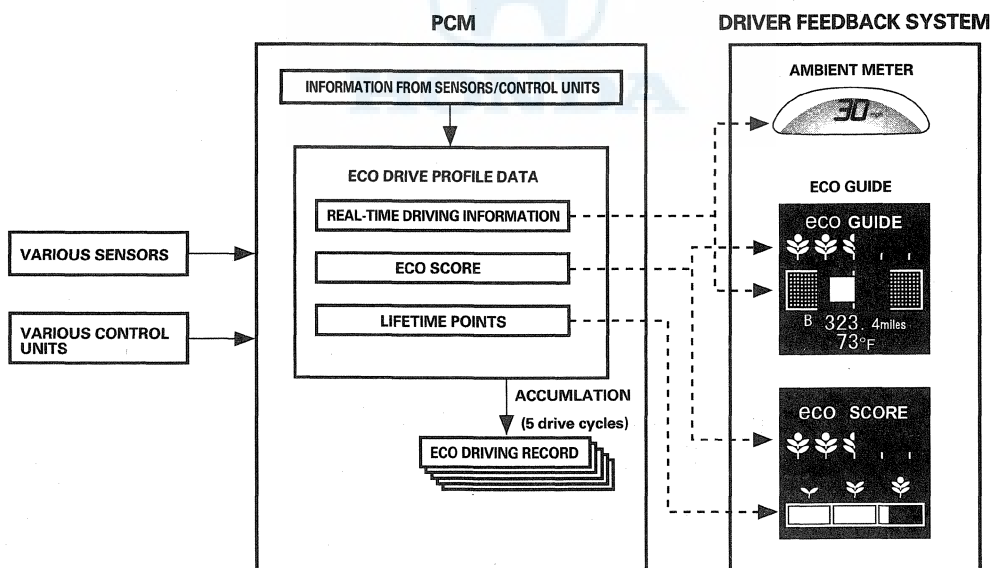 PCM
DRIVER FEEDBACK SYSTEM
INFORMATION FROM SENSORS/CONTROL UNITS
ECO DRIVE PROFILE DATA
REAL-TIME DRIVING INFORMATION
ECO SCORE
LIFETIME POINTS
VARIOUS SENSORS
VARIOUS CONTROL
UNITS
ACCUMLATION
(5 drive cycles)
ECO DRIVING RECORD
AMBIENT METER
30 mph
ECO GUIDE
eco GUIDE
B 323. 4miles
73°F
eco SCORE
HONDA